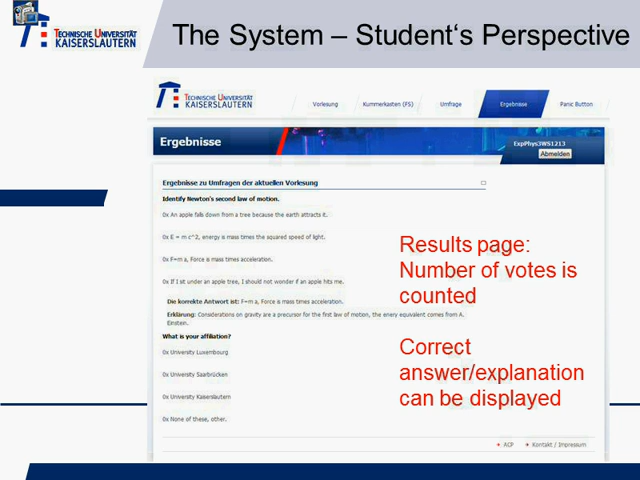 TECHNISCHE UNIVERSITÄT
KAISERSLAUTERN
The System – Student‘s Perspective
TECHNISCHE UNIVERSITÄT
KAISERSLAUTERN
Vorlesung
Kummerkasten (FS)
Umfrage
Ergebnisse
Panic Button
Ergebnisse
ExpPhys3WS1213
Abmelden
Ergebnisse zu Umfragen der aktuellen Vorlesung
Identify Newton's second law of motion.
0x An apple falls down from a tree because the earth attracts it.
0x E = m c^2, energy is mass times the squared speed of light.
0x F=m a, Force is mass times acceleration.
0x If I sit under an apple tree, I should not wonder if an apple hits me.
Die korrekte Antwort ist: F=m a, Force is mass times acceleration.
Erklärung: Considerations on gravity are a precursor for the first law of motion, the enery equivalent comes from A.
Einstein.
What is your affiliation?
0x University Luxembourg
0x University Saarbrücken
0x University Kaiserslautern
0x None of these, other.
Results page:
Number of votes is
counted
Correct
answer/explanation
can be displayed
ACP
Kontakt / Impressum